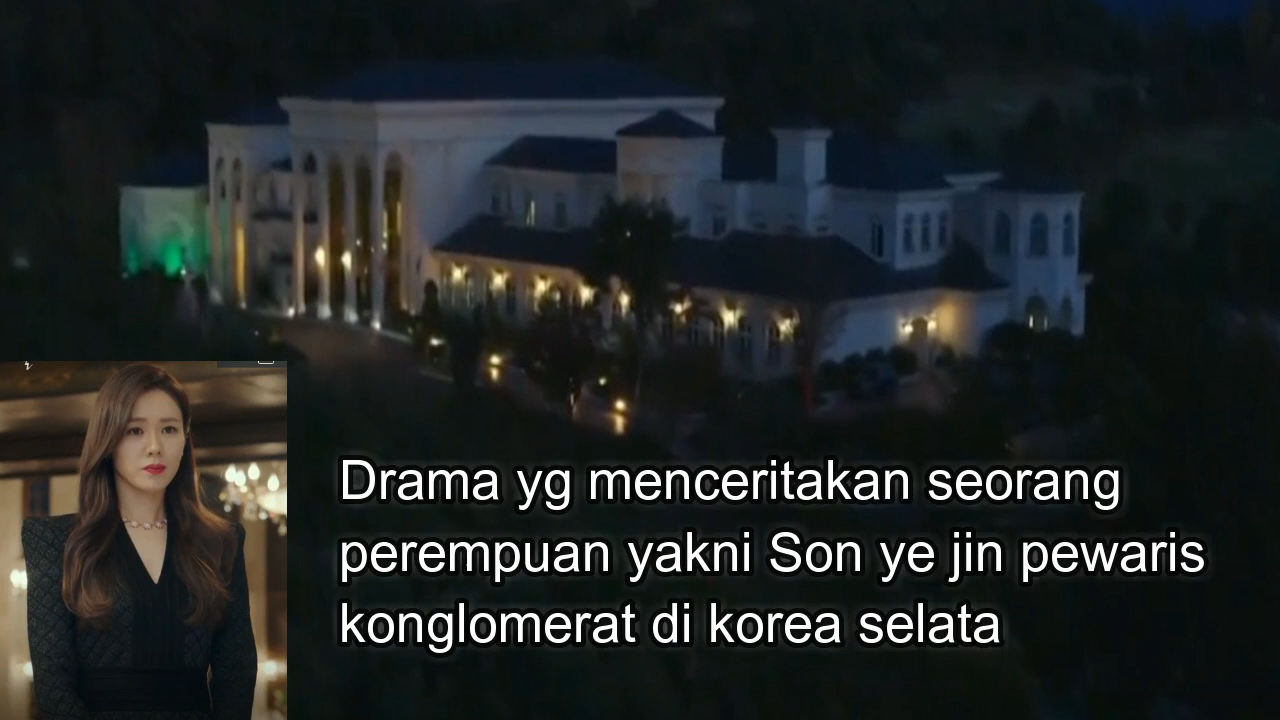 Drama yg menceritakan seorang
perempuan yakni Son ye jin pewaris
konglomerat di korea selata